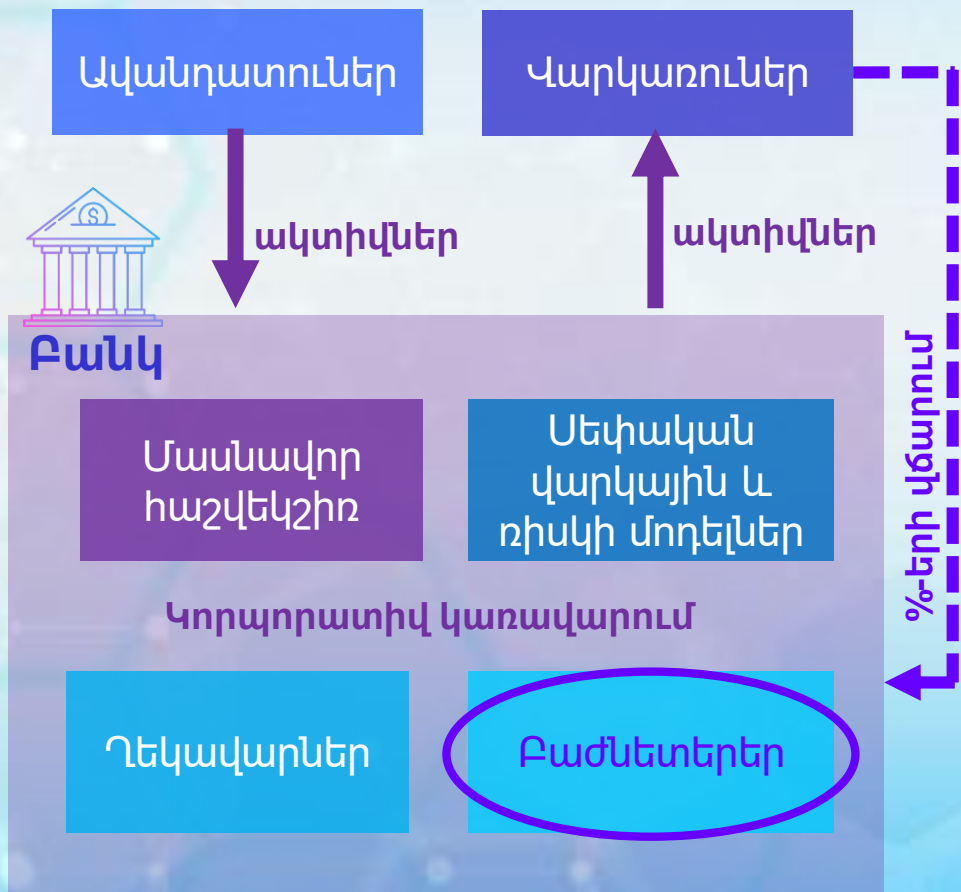 Ավանդատուներ
Վարկառուներ
ակտիվներ
ակտիվներ
$
Բանկ
Մասնավոր
հաշվեկշիռ
Սեփական
վարկային և
ռիսկի մոդելներ
%-երի վճարում
Կորպորատիվ կառավարում
Ղեկավարներ
Բաժնետերեր